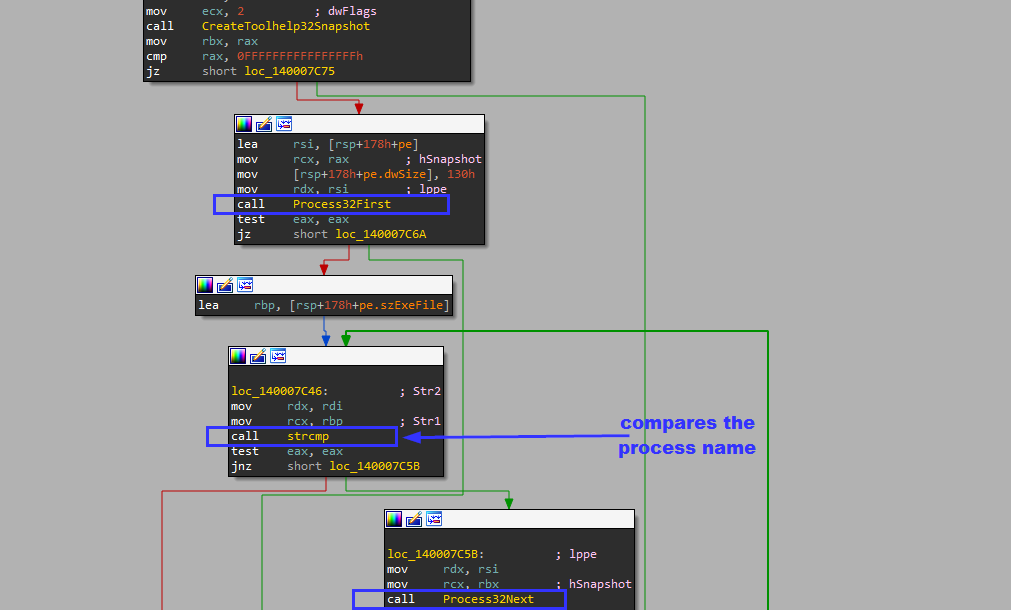 mov ecx, 2 ; dwFlags
call CreateToolhelp32Snapshot
mov rbx, rax
cmp rax, 0FFFFFFFFFFFFFFFFh
jz short loc_140007C75
lea rsi, [rsp+178h+pe]
mov rcx, rax ; hSnapshot
mov [rsp+178h+pe.dwSize], 130h
mov rdx, rsi ; lppe
call Process32First
test eax, eax
jz short loc_140007C6A
lea rbp, [rsp+178h+pe.szExeFile]
loc_140007C46: ; Str2
mov rdx, rdi
mov rcx, rbp ; Str1
call strcmp
test eax, eax
jnz short loc_140007C5B
compares the
process name
loc_140007C5B: ; lppe
mov rdx, rsi
mov rcx, rbx ; hSnapshot
call Process32Next